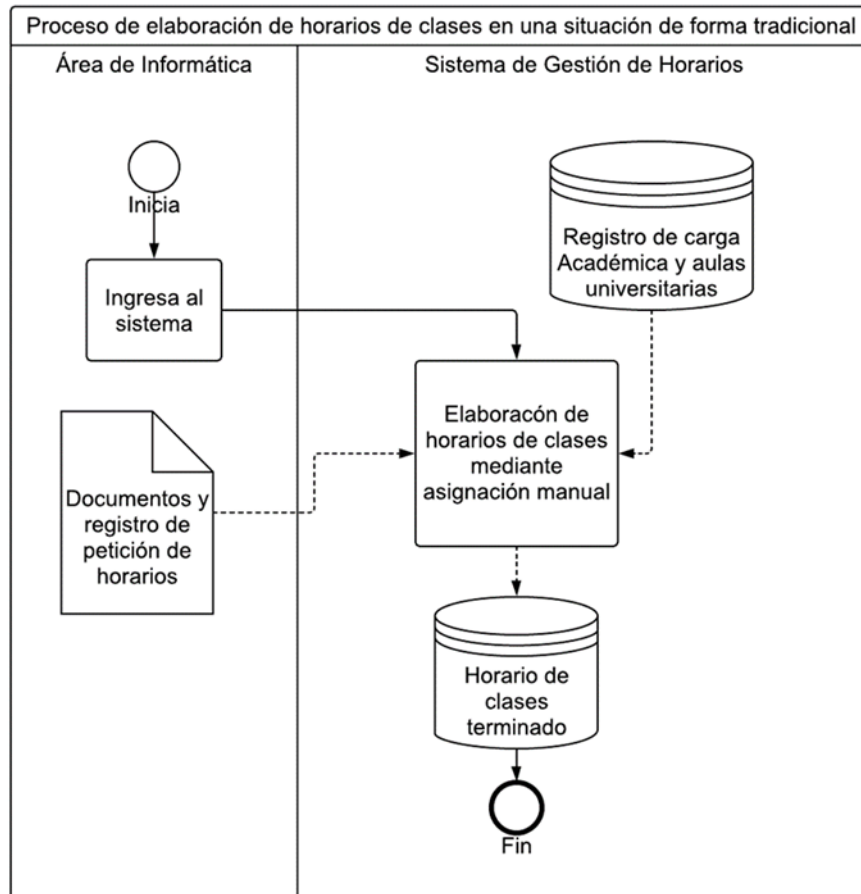 Proceso de elaboración de horarios de clases en una situación de forma tradicional
Área de Informática
Sistema de Gestión de Horarios
Inicia
Ingresa al
sistema
Registro de carga
Académica y aulas
universitarias
Documentos y
registro de
petición de
horarios
Elaboracón de
horarios de clases
mediante
asignación manual
Horario de
clases
terminado
Fin